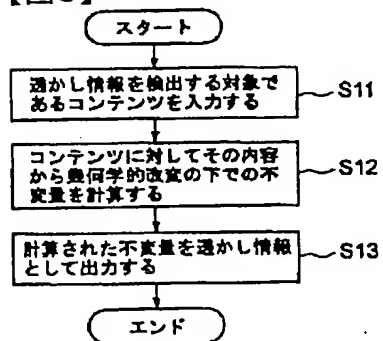 スタート
透かし情報を検出する対象で
あるコンテンツを入力する
S11
コンテンツに対してその内容
から幾何学的改変の下での不
変量を計算する
S12
計算された不変量を透かし情報
として出力する
S13
エンド